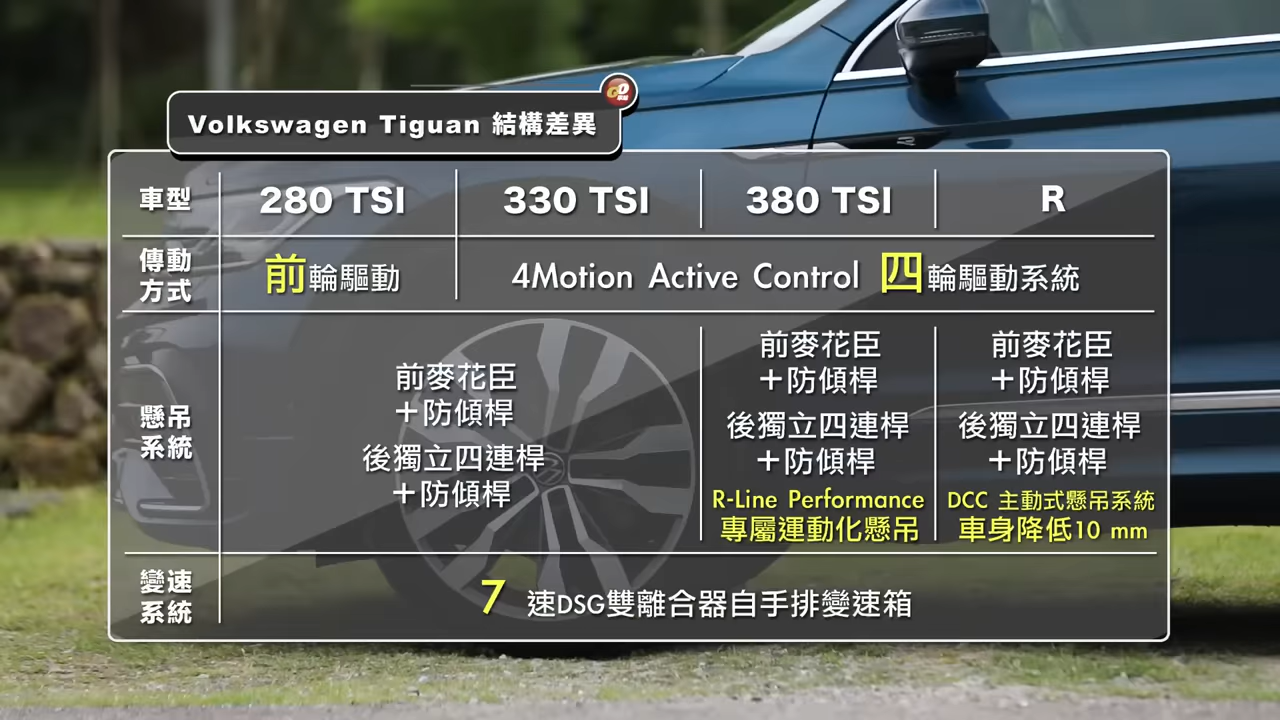 GO
車誌
Volkswagen Tiguan 結構差異
車型
280 TSI
330 TSI
380 TSI
R
傳動
方式
前輪驅動
4Motion Active Control 四輪驅動系統
懸吊
系統
前麥花臣
＋防傾桿
後獨立四連桿
＋防傾桿
前麥花臣
＋防傾桿
後獨立四連桿
＋防傾桿
R-Line Performance
專屬運動化懸吊
前麥花臣
＋防傾桿
後獨立四連桿
＋防傾桿
DCC 主動式懸吊系統
車身降低10 mm
變速
系統
7 速DSG雙離合器自手排變速箱